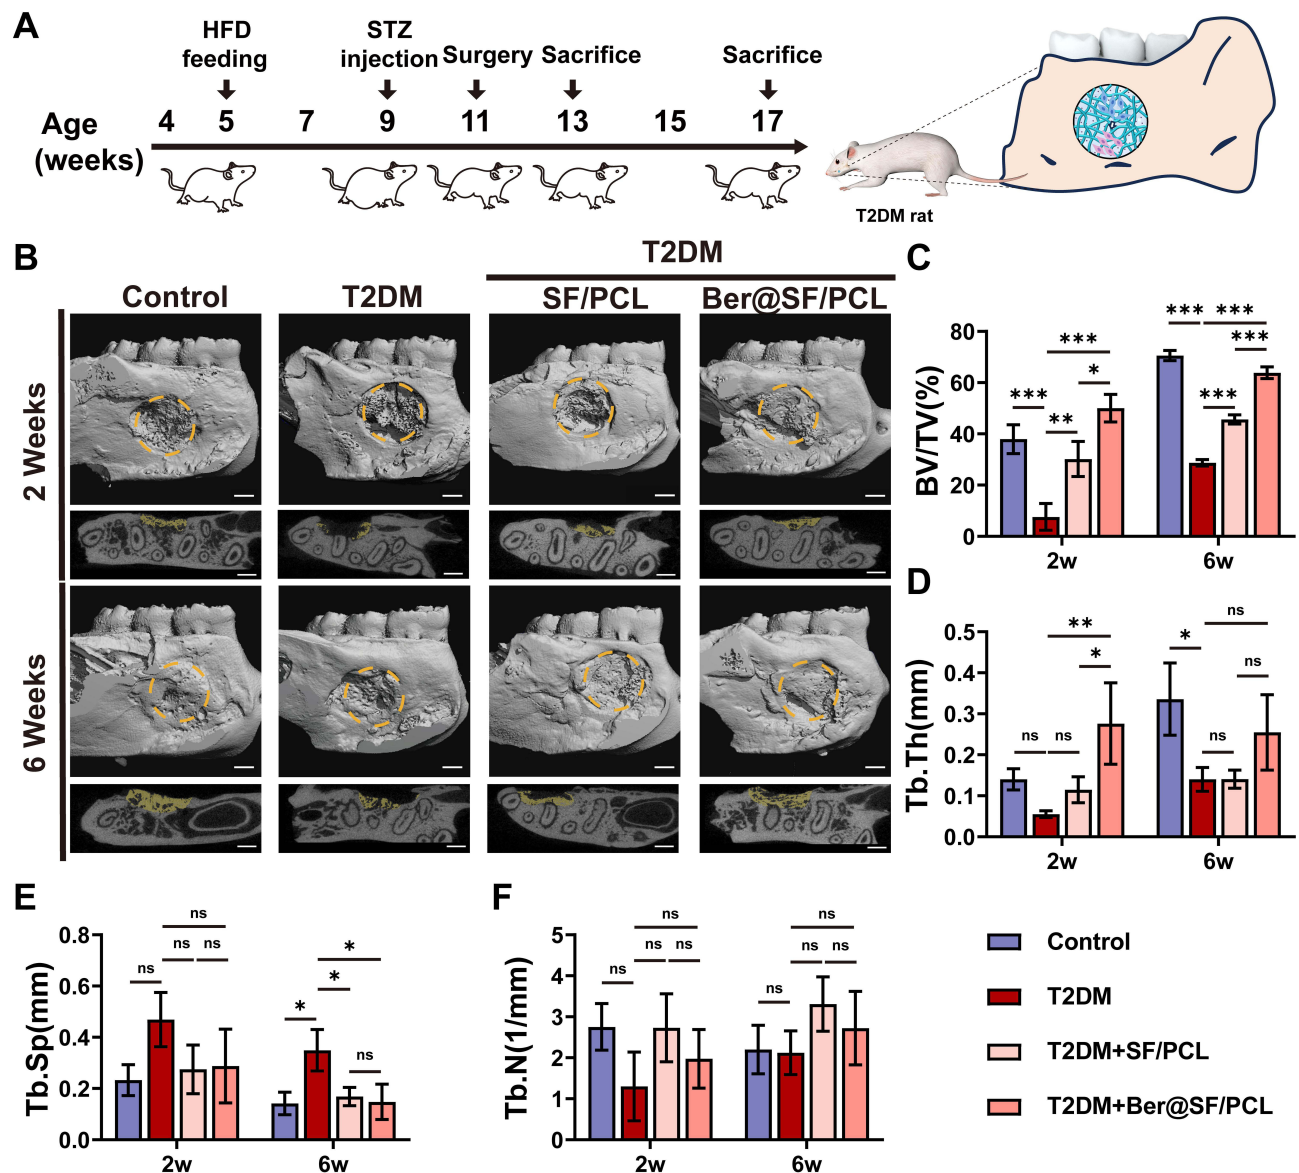 A
HFD
feeding
STZ
injection
Surgery
Sacrifice
Sacrifice
Age
(weeks)
4 5 7 9 11 13 15 17
T2DM rat
B
T2DM
Control
T2DM
SF/PCL
Ber@SF/PCL
2 Weeks
6 Weeks
C
BV/TV(%)
80
60
40
20
0
***
**
***
*
***
***
***
***
2w
6w
D
Tb.Th(mm)
0.5
0.4
0.3
0.2
0.1
0.0
ns
ns
**
*
*
ns
ns
ns
2w
6w
E
Tb.Sp(mm)
0.8
0.6
0.4
0.2
0.0
ns
ns
ns
ns
*
*
*
ns
2w
6w
F
Tb.N(1/mm)
5
4
3
2
1
0
ns
ns
ns
ns
ns
ns
ns
ns
2w
6w
Control
T2DM
T2DM+SF/PCL
T2DM+Ber@SF/PCL